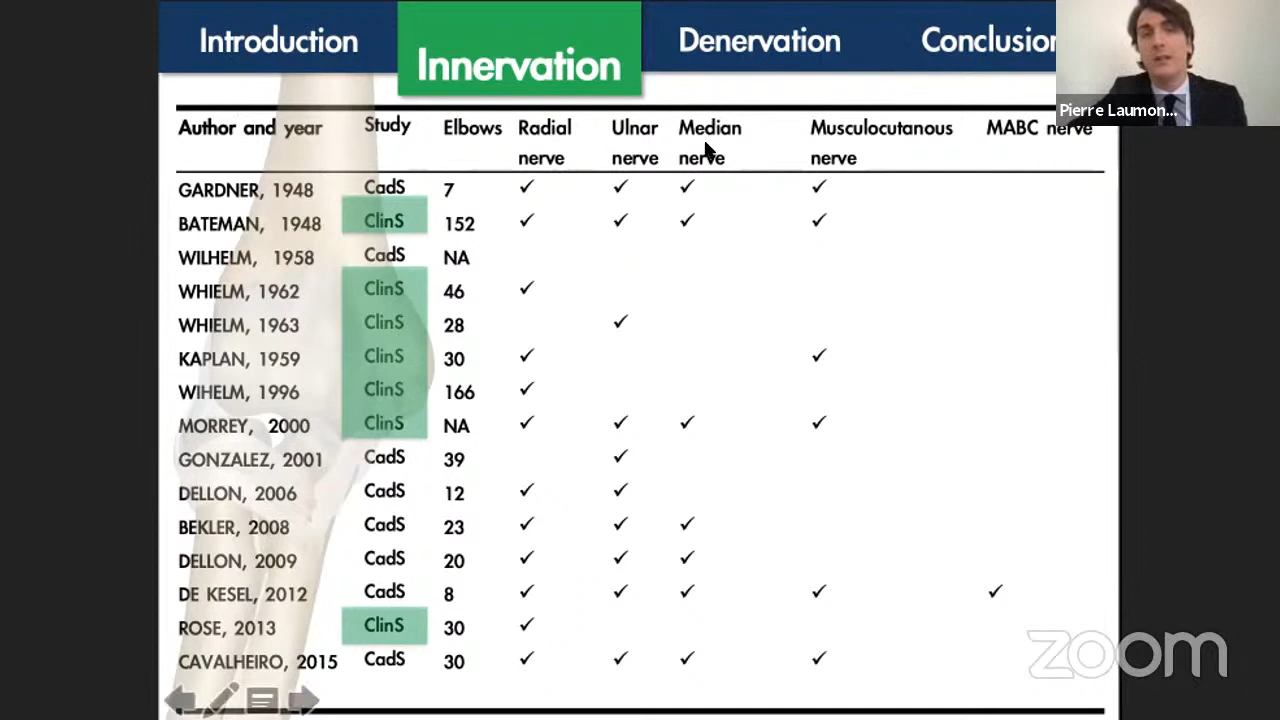 Introduction Innervation Denervation Conclusion
Pierre Laumon...
Author and year Study Elbows Radial nerve Ulnar nerve Median nerve Musculocutanous nerve MABC nerve
GARDNER, 1948 CadS 7 ✓ ✓ ✓ ✓
BATEMAN, 1948 ClinS 152 ✓ ✓ ✓ ✓
WILHELM, 1958 CadS NA
WHIELM, 1962 ClinS 46 ✓
WHIELM, 1963 ClinS 28 ✓
KAPLAN, 1959 ClinS 30 ✓ ✓
WIHELM, 1996 ClinS 166 ✓
MORREY, 2000 ClinS NA ✓ ✓ ✓ ✓
GONZALEZ, 2001 CadS 39 ✓
DELLON, 2006 CadS 12 ✓ ✓
BEKLER, 2008 CadS 23 ✓ ✓ ✓
DELLON, 2009 CadS 20 ✓ ✓ ✓
DE KESEL, 2012 CadS 8 ✓ ✓ ✓ ✓ ✓
ROSE, 2013 ClinS 30 ✓
CAVALHEIRO, 2015 CadS 30 ✓ ✓ ✓ ✓
zoom